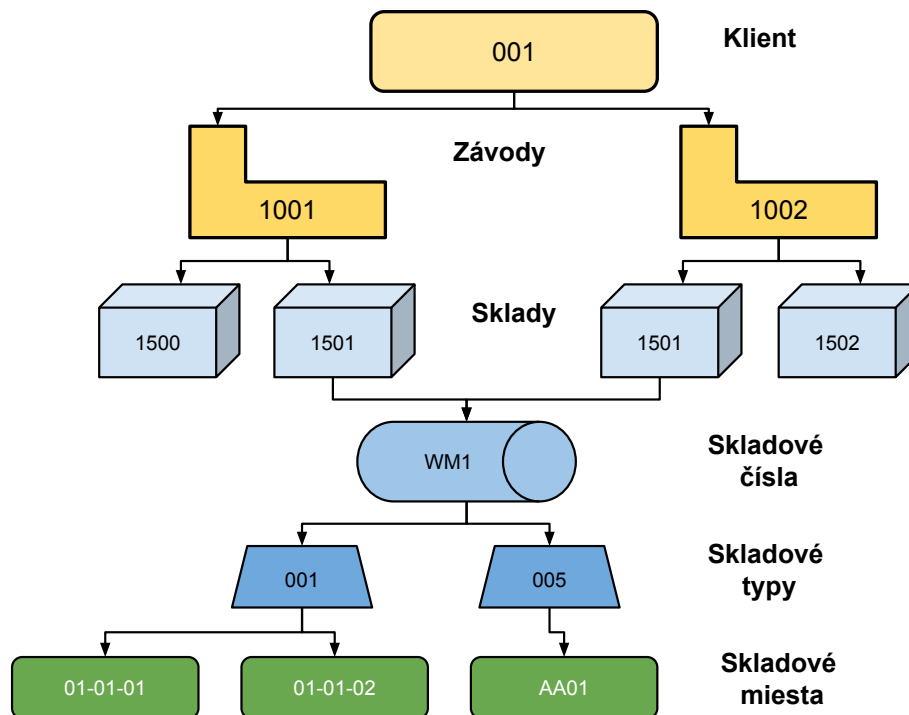 001
Klient
Závody
1001
1002
Sklady
1500
1501
1501
1502
WM1
Skladové
čísla
001
005
Skladové
typy
01-01-01
01-01-02
AA01
Skladové
miesta